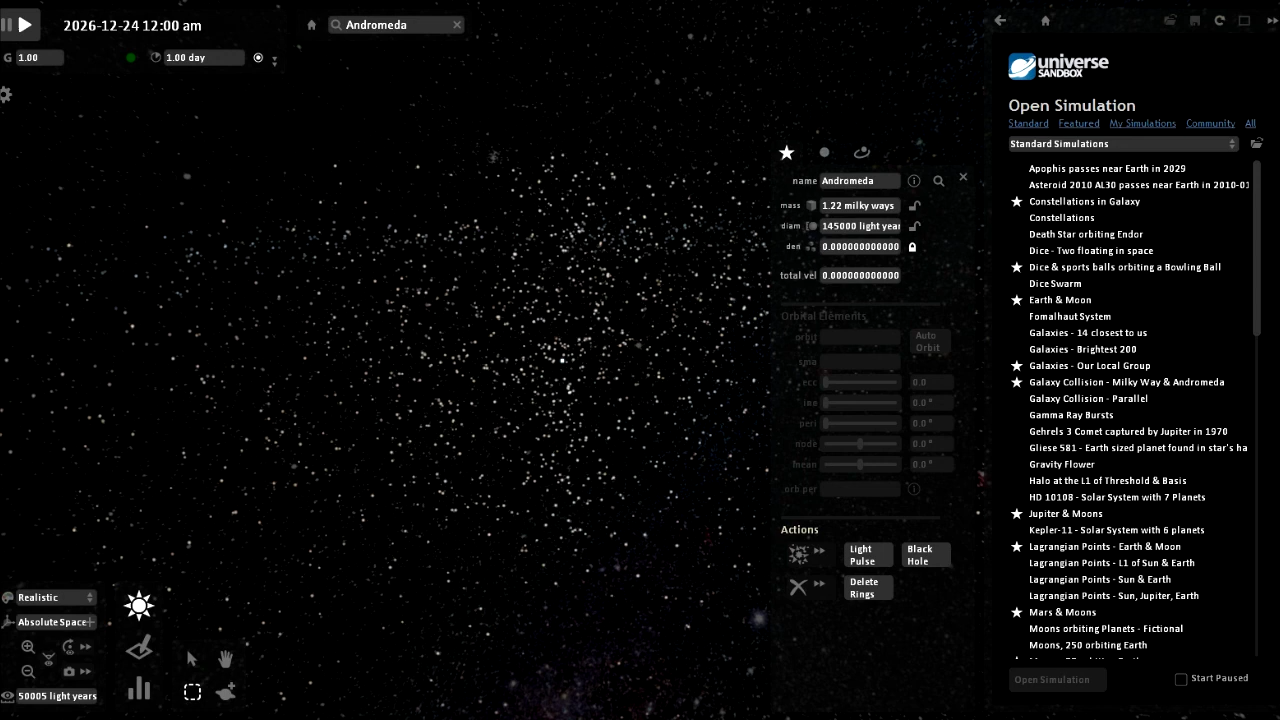 2026-12-24 12:00 am
Andromeda
G 1.00
1.00 day
name Andromeda
mass 1.22 milky ways
diam 145000 light year
den 0.000000000000
total vel 0.000000000000
Orbital Elements
orbit
Auto
Orbit
sma
ecc 0.0
inc 0.0 °
peri 0.0 °
node 0.0 °
mean 0.0 °
orb per
Actions
Light
Pulse
Black
Hole
Delete
Rings
Realistic
Absolute Space
50005 light years
universe
SANDBOX
Open Simulation
Standard Featured My Simulations Community All
Standard Simulations
Apophis passes near Earth in 2029
Asteroid 2010 AL30 passes near Earth in 2010-01
Constellations in Galaxy
Constellations
Death Star orbiting Endor
Dice - Two floating in space
Dice & sports balls orbiting a Bowling Ball
Dice Swarm
Earth & Moon
Fomalhaut System
Galaxies - 14 closest to us
Galaxies - Brightest 200
Galaxies - Our Local Group
Galaxy Collision - Milky Way & Andromeda
Galaxy Collision - Parallel
Gamma Ray Bursts
Gehrels 3 Comet captured by Jupiter in 1970
Gliese 581 - Earth sized planet found in star's ha
Gravity Flower
Halo at the L1 of Threshold & Basis
HD 10108 - Solar System with 7 Planets
Jupiter & Moons
Kepler-11 - Solar System with 6 planets
Lagrangian Points - Earth & Moon
Lagrangian Points - L1 of Sun & Earth
Lagrangian Points - Sun & Earth
Lagrangian Points - Sun, Jupiter, Earth
Mars & Moons
Moons orbiting Planets - Fictional
Moons, 250 orbiting Earth
Open Simulation
Start Paused